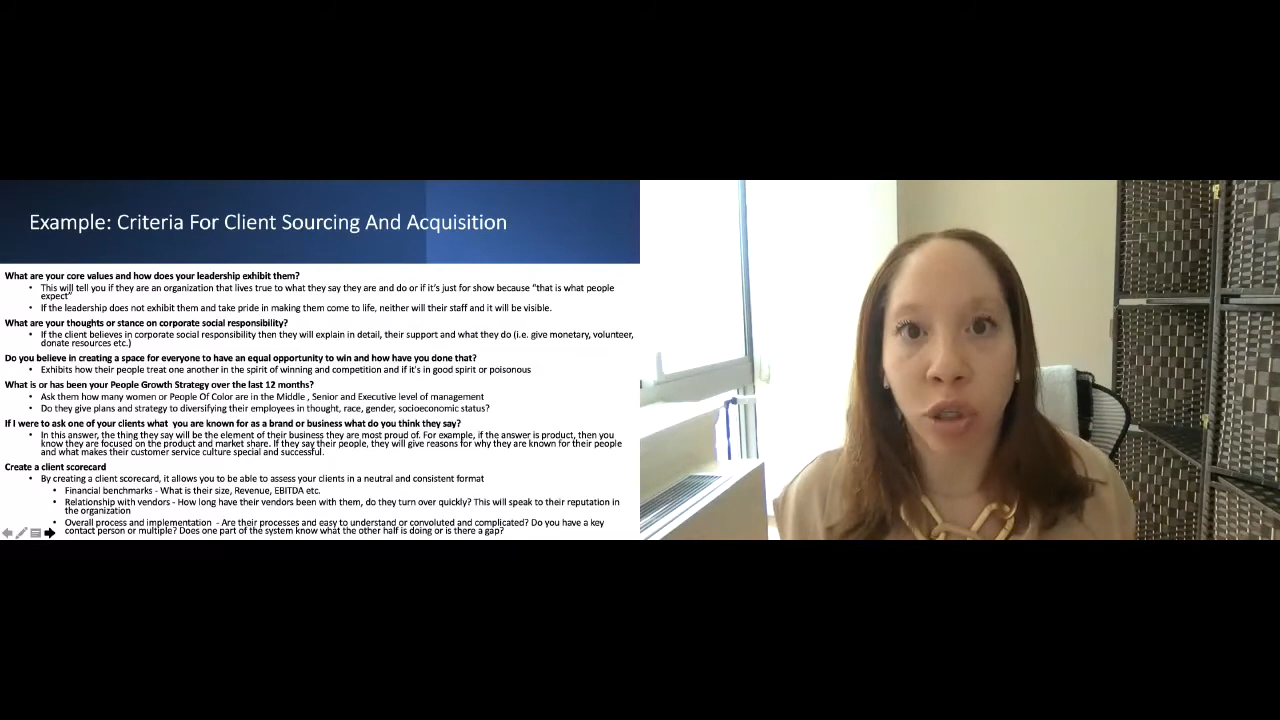 Example: Criteria For Client Sourcing And Acquisition
What are your core values and how does your leadership exhibit them?
• This will tell you if they are an organization that lives true to what they say they are and do or if it's just for show because "that is what people
expect"
• If the leadership does not exhibit them and take pride in making them come to life, neither will their staff and it will be visible.
What are your thoughts or stance on corporate social responsibility?
• If the client believes in corporate social responsibility then they will explain in detail, their support and what they do (i.e. give monetary, volunteer,
donate resources etc.)
Do you believe in creating a space for everyone to have an equal opportunity to win and how have you done that?
• Exhibits how their people treat one another in the spirit of winning and competition and if it's in good spirit or poisonous
What is or has been your People Growth Strategy over the last 12 months?
• Ask them how many women or People Of Color are in the Middle , Senior and Executive level of management
• Do they give plans and strategy to diversifying their employees in thought, race, gender, socioeconomic status?
If I were to ask one of your clients what you are known for as a brand or business what do you think they say?
• In this answer, the thing they say will be the element of their business they are most proud of. For example, if the answer is product, then you
know they are focused on the product and market share. If they say their people, they will give reasons for why they are known for their people
and what makes their customer service culture special and successful.
Create a client scorecard
• By creating a client scorecard, it allows you to be able to assess your clients in a neutral and consistent format
• Financial benchmarks - What is their size, Revenue, EBITDA etc.
• Relationship with vendors - How long have their vendors been with them, do they turn over quickly? This will speak to their reputation in
the organization
• Overall process and implementation - Are their processes and easy to understand or convoluted and complicated? Do you have a key
contact person or multiple? Does one part of the system know what the other half is doing or is there a gap?